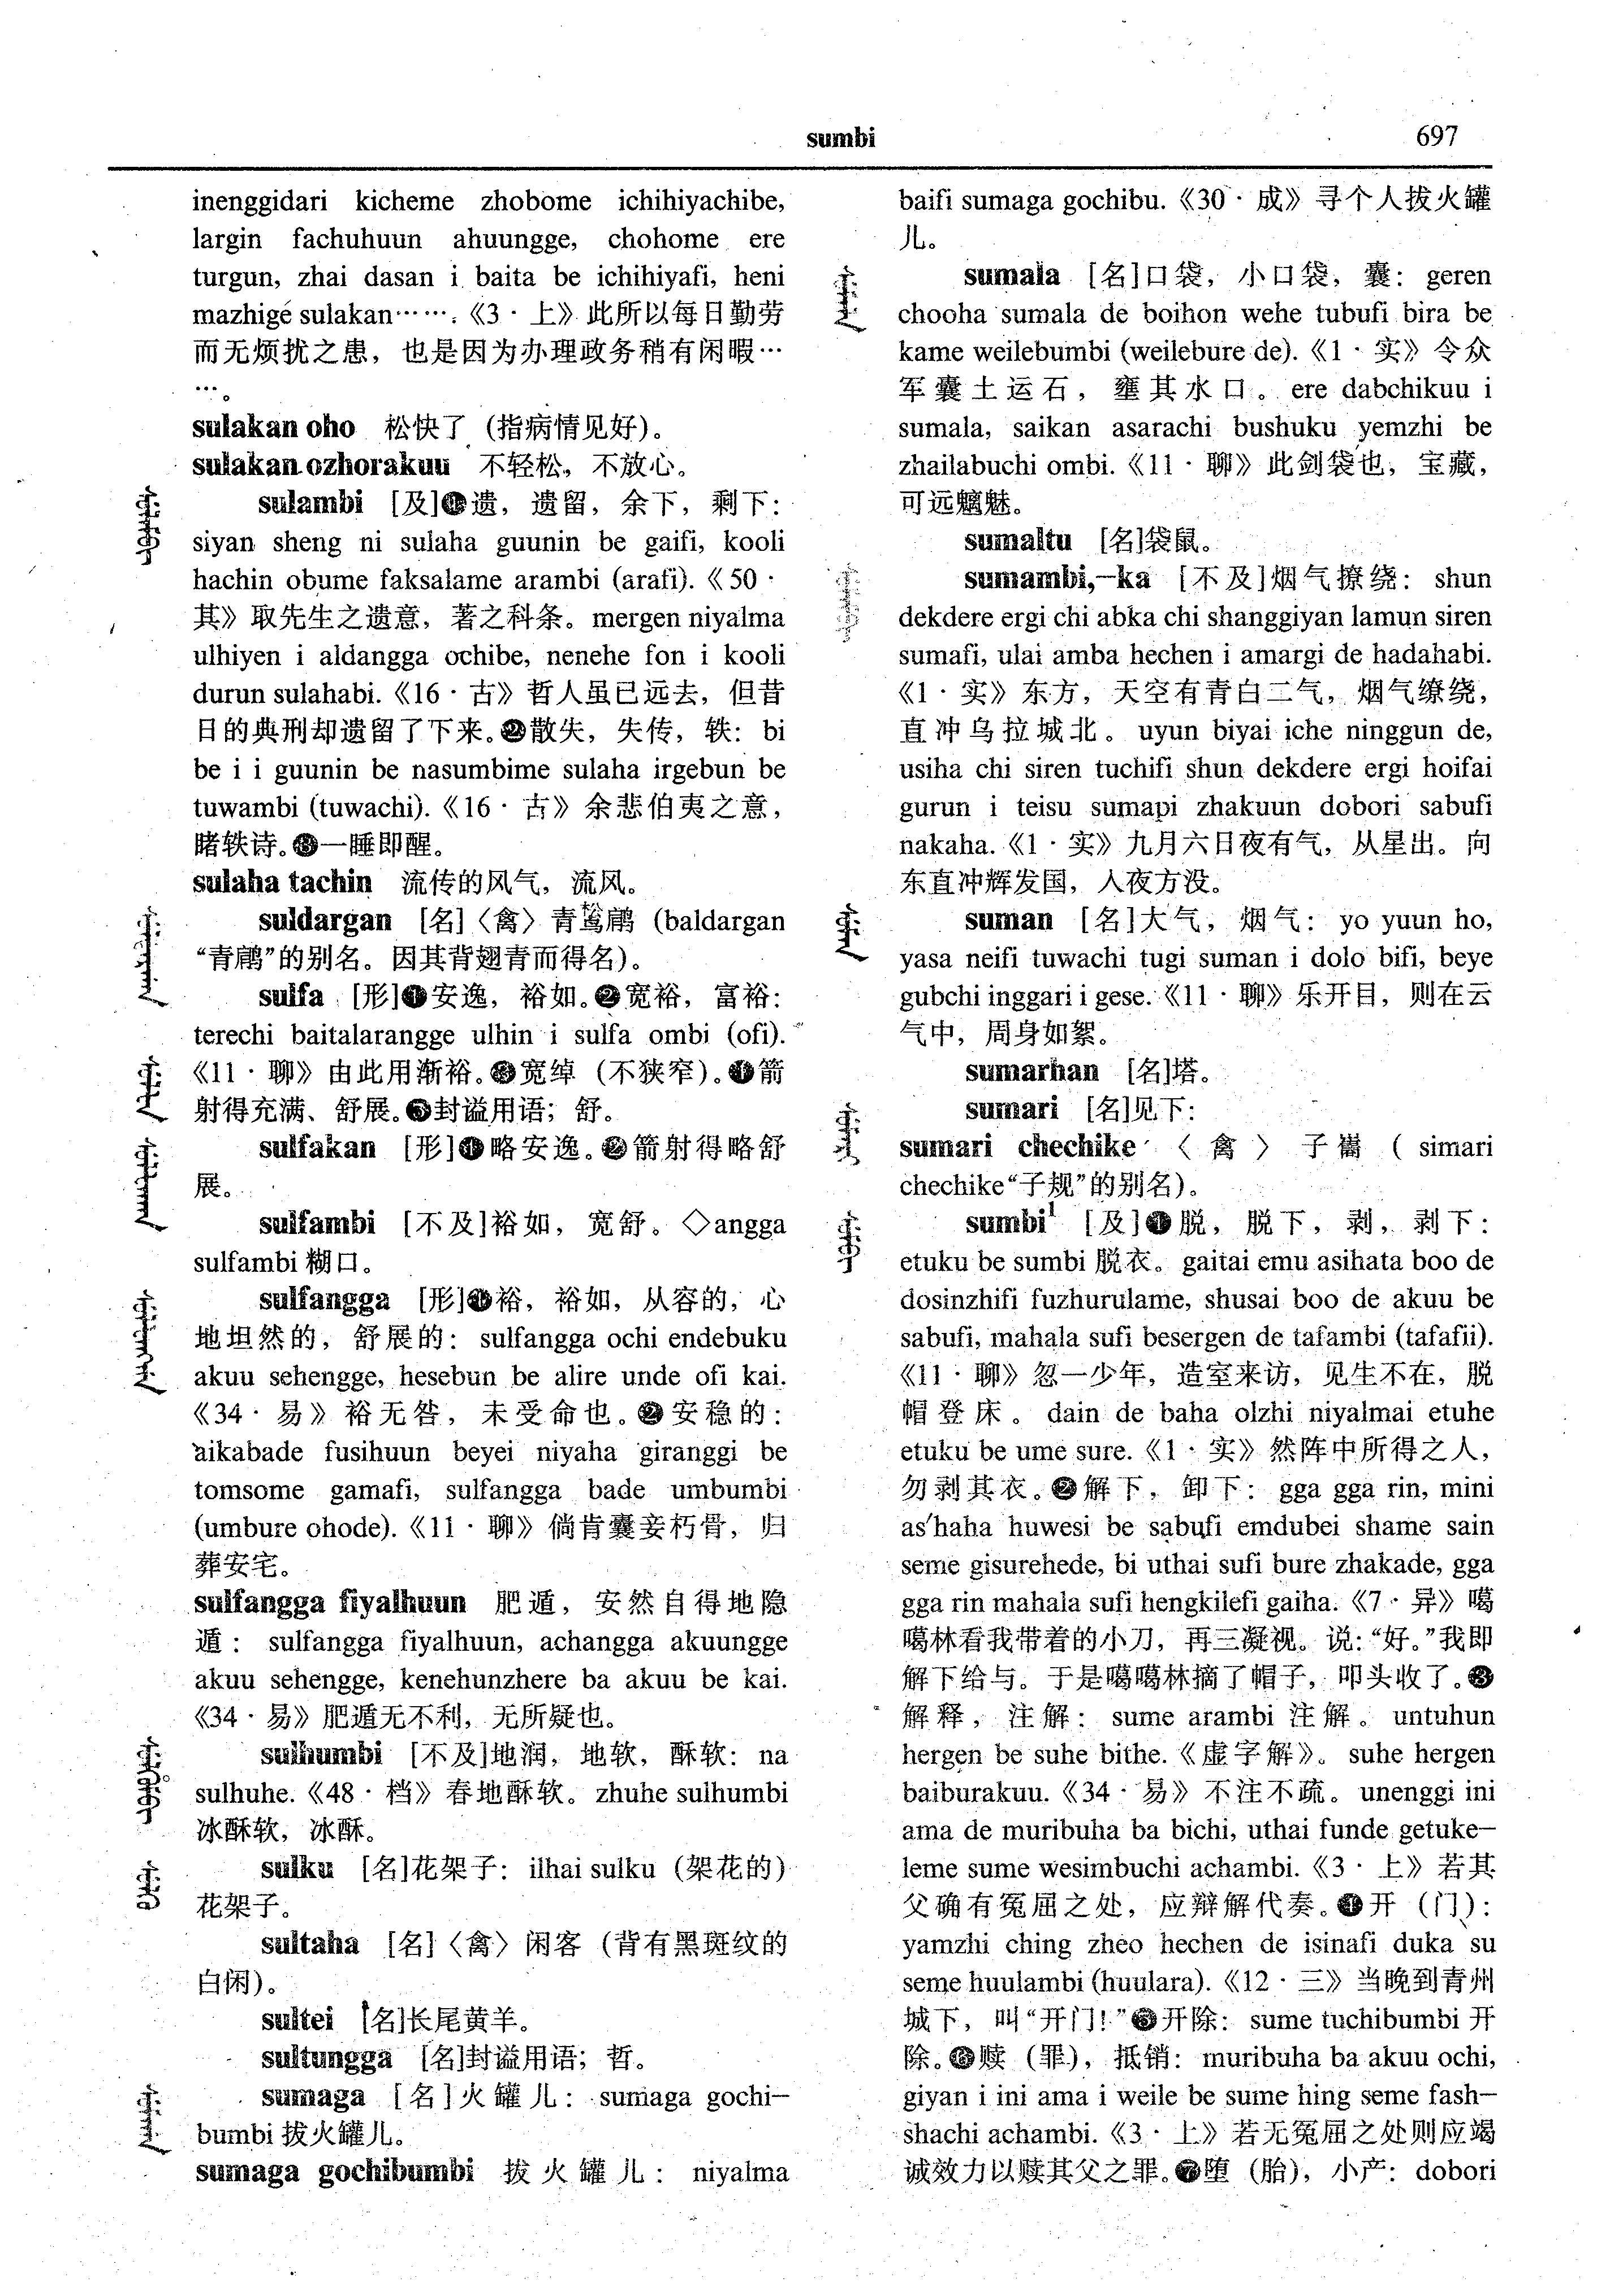 sumbi
697
inenggidari kicheme zhobome ichihiyachibe,
largin fachuhuun ahuungge, chohome ere
turgun, zhai dasan i baita be ichihiyafi, heni
mazhige sulakan……．《3·上》此所以每日勤劳
而无烦扰之患，也是因为办理政务稍有闲暇…
…。
sulakan oho 松快了（指病情见好）。
sulakan ozhorakuu 不轻松，不放心。
sulambi [及]❶遗，遗留，余下，剩下：
siyan sheng ni sulaha guunin be gaifi, kooli
hachin obume faksalame arambi (arafi).《50·
其》取先生之遗意，著之科条。mergen niyalma
ulhiyen i aldangga ochibe, nenehe fon i kooli
durun sulahabi.《16·古》哲人虽已远去，但昔
日的典刑却遗留了下来。❷散失，失传，轶：bi
be i i guunin be nasumbime sulaha irgebun be
tuwambi (tuwachi).《16·古》余悲伯夷之意，
睹轶诗。❸一睡即醒。
sulaha tachin 流传的风气，流风。
suldargan [名]〈禽〉青鸾鹛 (baldargan
“青鹛”的别名。因其背翅青而得名)。
sulfa [形]❶安逸，裕如。❷宽裕，富裕：
terechi baitalarangge ulhin i sulfa ombi (ofi).
《11·聊》由此用渐裕。❸宽绰（不狭窄）。❹箭
射得充满、舒展。❺封谥用语；舒。
sulfakan [形]❶略安逸。❷箭射得略舒
展。
sulfambi [不及]裕如，宽舒。◇angga
sulfambi 糊口。
sulfangga [形]❶裕，裕如，从容的，心
地坦然的，舒展的：sulfangga ochi endebuku
akuu sehengge, hesebun be alire unde ofi kai.
《34·易》裕无咎，未受命也。❷安稳的：
aikabade fusihuun beyei niyaha giranggi be
tomsome gamafi, sulfangga bade umbumbi
(umbure ohode).《11·聊》倘肯囊妾朽骨，归
葬安宅。
sulfangga fiyalhuun 肥遁，安然自得地隐
遁：sulfangga fiyalhuun, achangga akuungge
akuu sehengge, kenehunzhere ba akuu be kai.
《34·易》肥遁无不利，无所疑也。
sulhumbi [不及]地润，地软，酥软：na
sulhuhe.《48·档》春地酥软。zhuhe sulhumbi
冰酥软，冰酥。
sulku [名]花架子：ilhai sulku（架花的）
花架子。
sultaha [名]〈禽〉闲客（背有黑斑纹的
白闲）。
sultei [名]长尾黄羊。
sultungga [名]封谥用语；哲。
sumaga [名]火罐儿：sumaga gochi—
bumbi 拔火罐儿。
sumaga gochibumbi 拔火罐儿：niyalma
baifi sumaga gochibu.《30·成》寻个人拔火罐
儿。
sumala [名]口袋，小口袋，囊：geren
chooha sumala de boihon wehe tubufi bira be
kame weilebumbi (weilebure de).《1·实》令众
军囊土运石，壅其水口。ere dabchikuu i
sumala, saikan asarachi bushuku yemzhi be
zhailabuchi ombi.《11·聊》此剑袋也，宝藏，
可远魑魅。
sumaltu [名]袋鼠。
sumambi,—ka [不及]烟气撩绕：shun
dekdere ergi chi abka chi shanggiyan lamun siren
sumafi, ulai amba hechen i amargi de hadahabi.
《1·实》东方，天空有青白二气，烟气缭绕，
直冲乌拉城北。uyun biyai iche ninggun de,
usiha chi siren tuchifi shun dekdere ergi hoifai
gurun i teisu sumapi zhakuun dobori sabufi
nakaha.《1·实》九月六日夜有气，从星出。向
东直冲辉发国，人夜方没。
suman [名]大气，烟气：yo yuun ho,
yasa neifi tuwachi tugi suman i dolo bifi, beye
gubchi inggari i gese.《11·聊》乐开目，则在云
气中，周身如絮。
sumarhan [名]塔。
sumari [名]见下：
sumari chechike〈禽〉子巂（simari
chechike“子规”的别名）。
sumbi¹ [及]❶脱，脱下，剥，剥下：
etuku be sumbi 脱衣。gaitai emu asihata boo de
dosinzhifi fuzhurulame, shusai boo de akuu be
sabufi, mahala sufi besergen de tafambi (tafafii).
《11·聊》忽一少年，造室来访，见生不在，脱
帽登床。dain de baha olzhi niyalmai etuhe
etuku be ume sure.《1·实》然阵中所得之人，
勿剥其衣。❷解下，卸下：gga gga rin, mini
as'haha huwesi be sabufi emdubei shame sain
seme gisurehede, bi uthai sufi bure zhakade, gga
gga rin mahala sufi hengkilefi gaiha.《7·异》噶
噶林看我带着的小刀，再三凝视。说：“好。”我即
解下给与。于是噶噶林摘了帽子，叩头收了。❸
解释，注解：sume arambi 注解。untuhun
hergen be suhe bithe.《虚字解》。suhe hergen
baiburakuu.《34·易》不注不疏。unenggi ini
ama de muribuha ba bichi, uthai funde getuke—
leme sume wesimbuchi achambi.《3·上》若其
父确有冤屈之处，应辩解代奏。❹开（门）：
yamzhi ching zheo hechen de isinafi duka su
seme huulambi (huulara).《12·三》当晚到青州
城下，叫“开门！”❺开除：sume tuchibumbi 开
除。❻赎（罪），抵销：muribuha ba akuu ochi,
giyan i ini ama i weile be sume hing seme fash—
shachi achambi.《3·上》若无冤屈之处则应竭
诚效力以赎其父之罪。❼堕（胎），小产：dobori